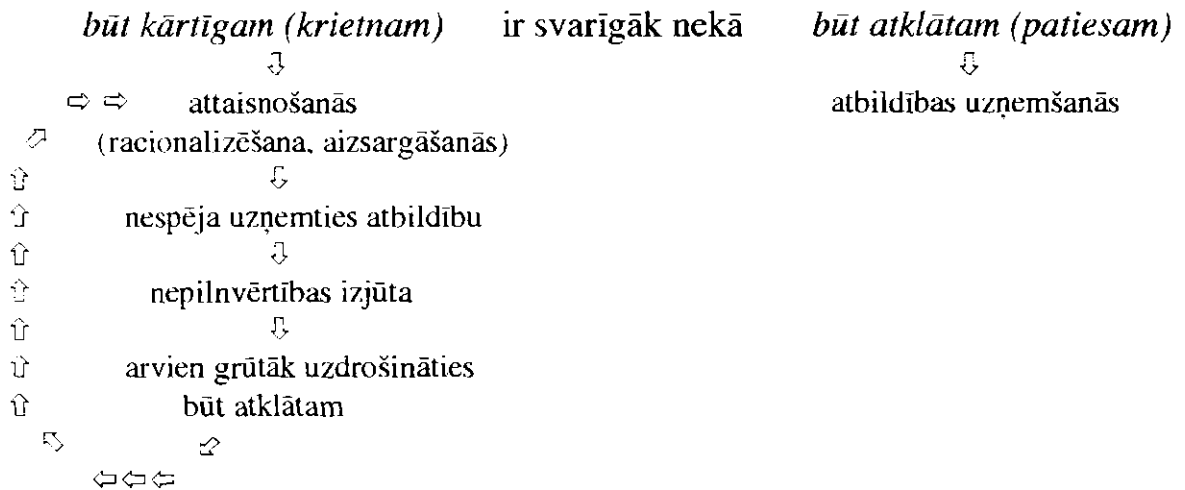 būt kārtīgam (krietnam) ir svarīgāk nekā būt atklātam (patiesam)
attaisnošanās atbildības uzņemšanās
(racionalizēšana, aizsargāšanās)
nespēja uzņemties atbildību
nepilnvērtības izjūta
arvien grūtāk uzdrošināties
būt atklātam